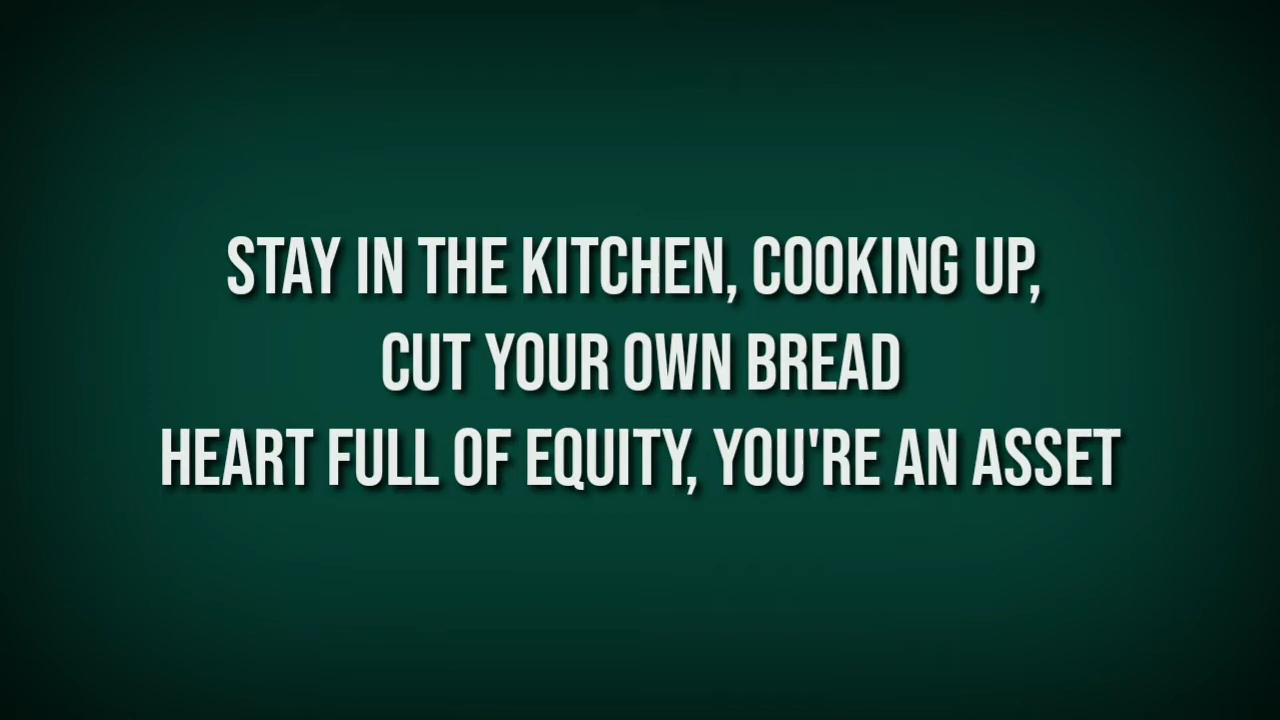 STAY IN THE KITCHEN, COOKING UP,
CUT YOUR OWN BREAD
HEART FULL OF EQUITY, YOU'RE AN ASSET